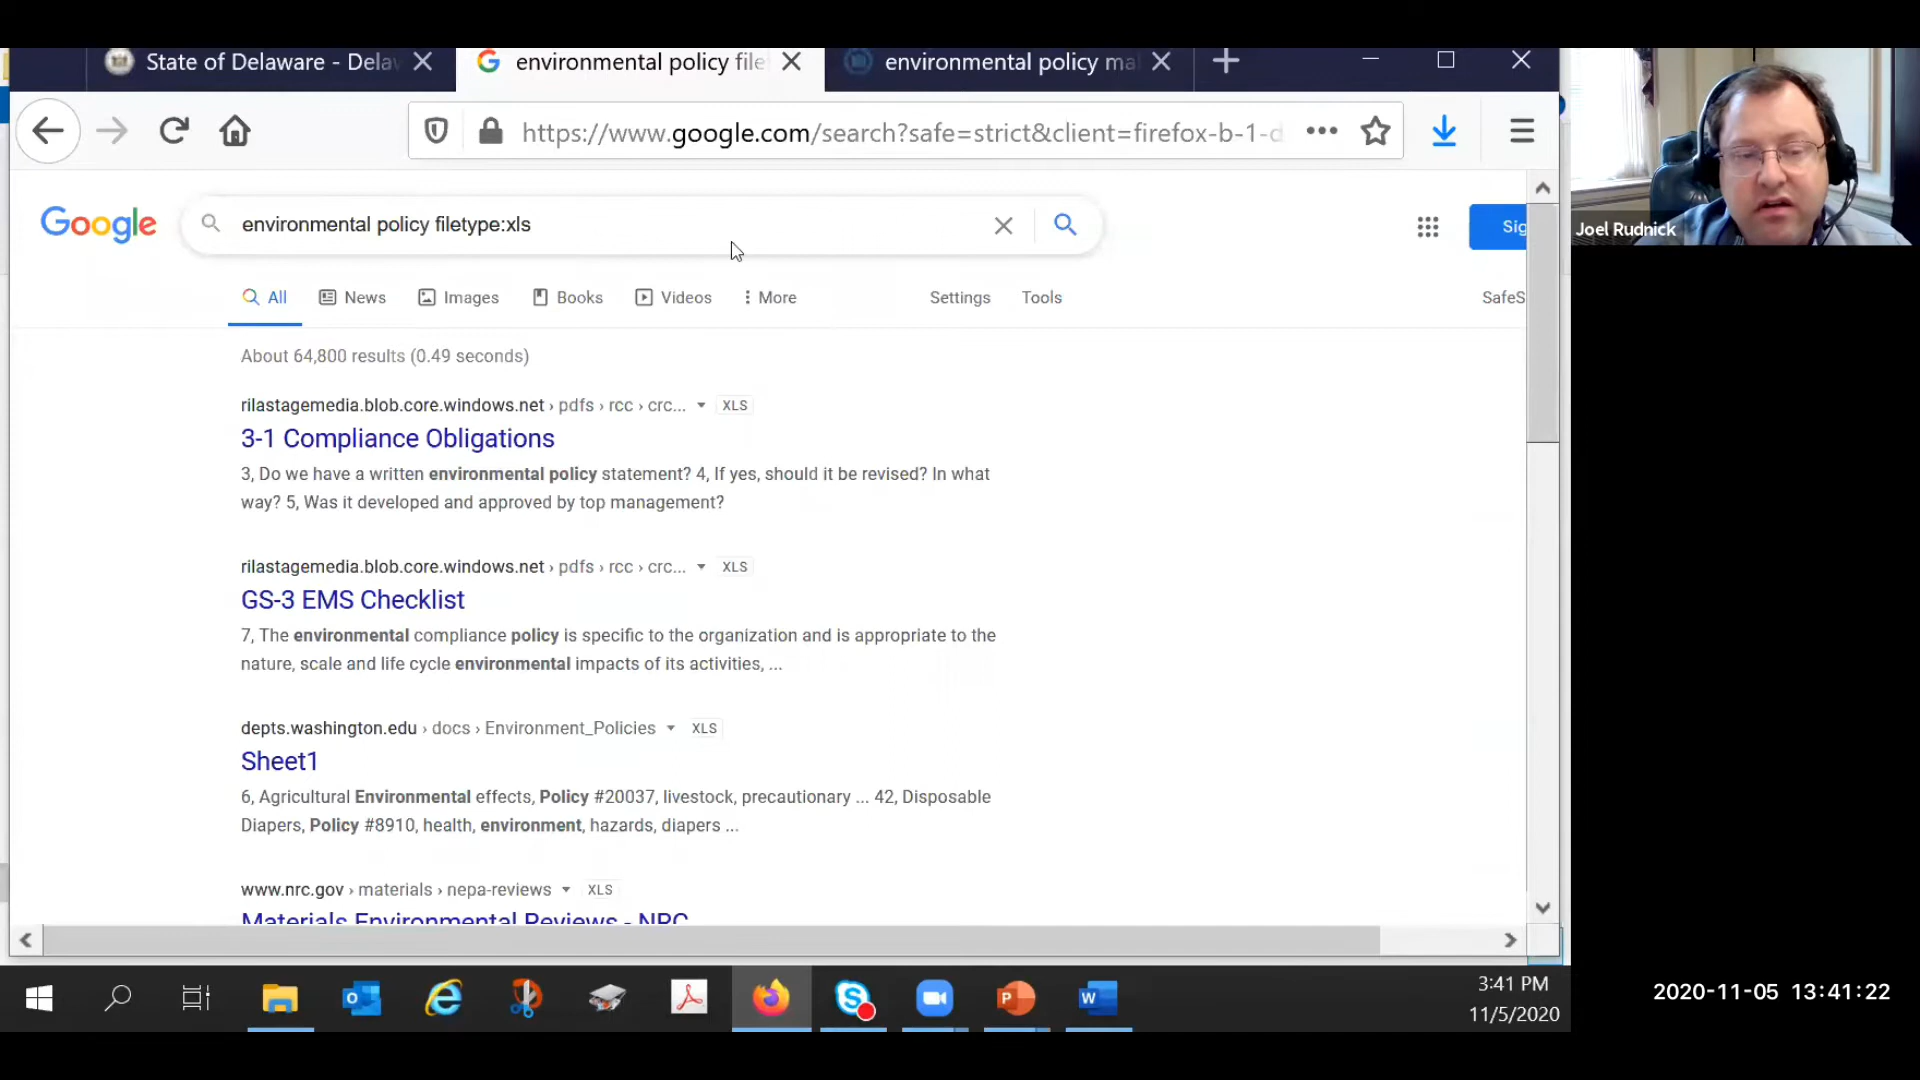 State of Delaware - Dela
environmental policy file
environmental policy ma
https://www.google.com/search?safe=strict&client=firefox-b-1-d
Google
environmental policy filetype:xls
Sig
Joel Rudnick
All
News
Images
Books
Videos
More
Settings
Tools
SafeS
About 64,800 results (0.49 seconds)
rilastagemedia.blob.core.windows.net › pdfs › rcc › crc... XLS
3-1 Compliance Obligations
3, Do we have a written environmental policy statement? 4, If yes, should it be revised? In what
way? 5, Was it developed and approved by top management?
rilastagemedia.blob.core.windows.net › pdfs › rcc › crc... XLS
GS-3 EMS Checklist
7, The environmental compliance policy is specific to the organization and is appropriate to the
nature, scale and life cycle environmental impacts of its activities, ...
depts.washington.edu › docs › Environment_Policies XLS
Sheet1
6, Agricultural Environmental effects, Policy #20037, livestock, precautionary ... 42, Disposable
Diapers, Policy #8910, health, environment, hazards, diapers ...
www.nrc.gov › materials › nepa-reviews XLS
Materials Environmental Reviews - NRC
3:41 PM
11/5/2020
2020-11-05 13:41:22